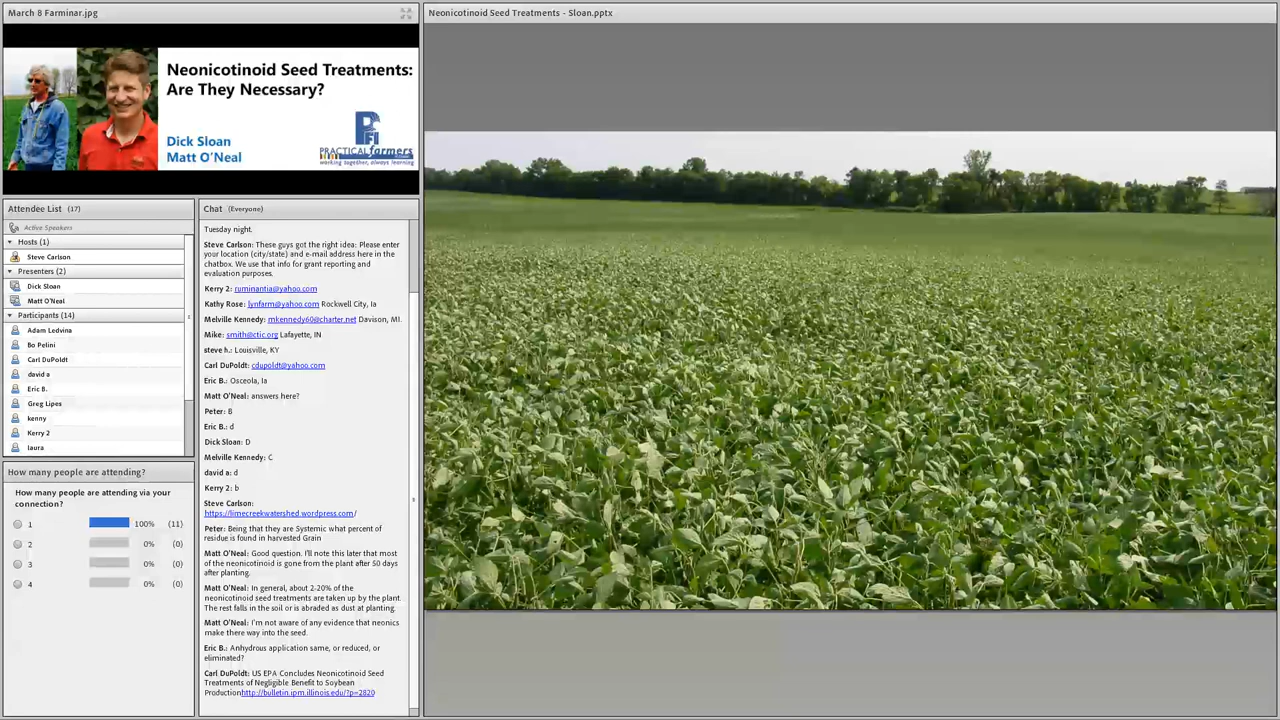 March 8 Farminar.jpg
Neonicotinoid Seed Treatments:
Are They Necessary?
Dick Sloan
Matt O'Neal
PFI
PRACTICAL farmers
working together, always learning
Attendee List (17)
Active Speakers
Hosts (1)
Steve Carlson
Presenters (2)
Dick Sloan
Matt O'Neal
Participants (14)
Adam Ledvina
Bo Pelini
Carl DuPoldt
david a
Eric B.
Greg Lipes
kenny
Kerry 2
laura
How many people are attending?
How many people are attending via your
connection?
1 100% (11)
2 0% (0)
3 0% (0)
4 0% (0)
Chat (Everyone)
Tuesday night.
Steve Carlson: These guys got the right idea: Please enter
your location (city/state) and e-mail address here in the
chatbox. We use that info for grant reporting and
evaluation purposes.
Kerry 2: ruminantia@yahoo.com
Kathy Rose: lynfarm@yahoo.com Rockwell City, Ia
Melville Kennedy: mkennedy60@charter.net Davison, MI.
Mike: smith@ctic.org Lafayette, IN
steve h.: Louisville, KY
Carl DuPoldt: cdupoldt@yahoo.com
Eric B.: Osceola, Ia
Matt O'Neal: answers here?
Peter: B
Eric B.: d
Dick Sloan: D
Melville Kennedy: C
david a: d
Kerry 2: b
Steve Carlson:
https://limecreekwatershed.wordpress.com/
Peter: Being that they are Systemic what percent of
residue is found in harvested Grain
Matt O'Neal: Good question. I'll note this later that most
of the neonicotinoid is gone from the plant after 50 days
after planting.
Matt O'Neal: In general, about 2-20% of the
neonicotinoid seed treatments are taken up by the plant.
The rest falls in the soil or is abraded as dust at planting.
Matt O'Neal: I'm not aware of any evidence that neonics
make there way into the seed.
Eric B.: Anhydrous application same, or reduced, or
eliminated?
Carl DuPoldt: US EPA Concludes Neonicotinoid Seed
Treatments of Negligible Benefit to Soybean
Productionhttp://bulletin.ipm.illinois.edu/?p=2820
Neonicotinoid Seed Treatments - Sloan.pptx